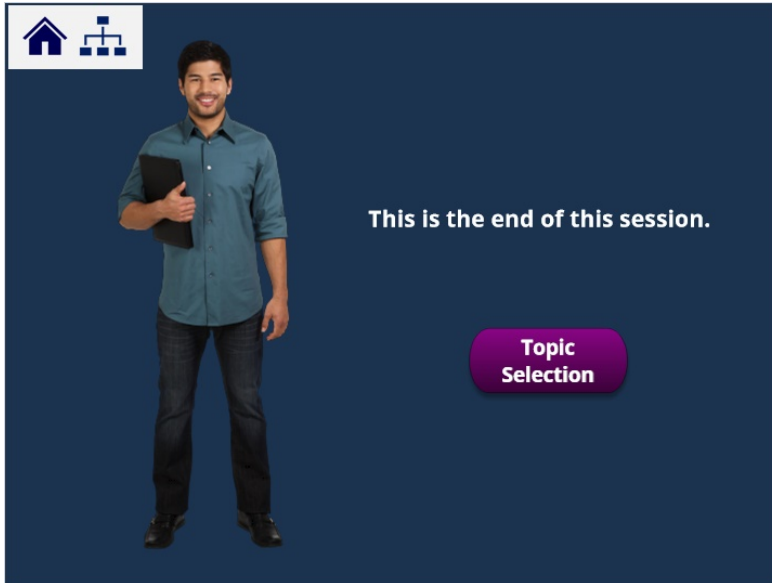 This is the end of this session.
Topic
Selection